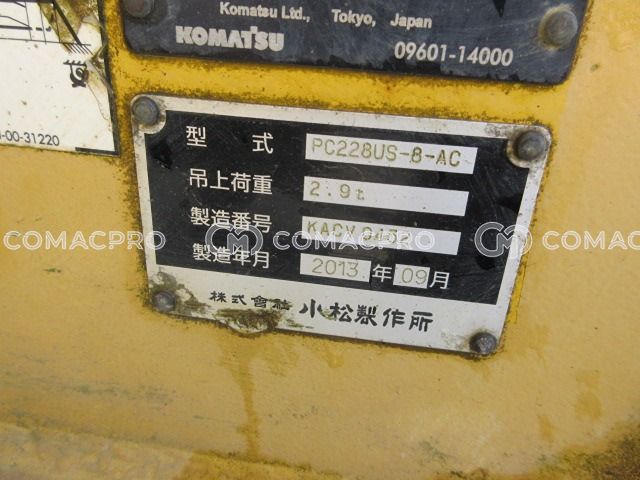 Komatsu Ltd., Tokyo, Japan
KOMATSU 09601-14000
-00-31220
型式 PC228US-8-AC
吊上荷重 2.9t
製造番号
製造年月 2013 年 09 月
株式會社 小松製作所
COMACPRO COMACPRO COMACPRO